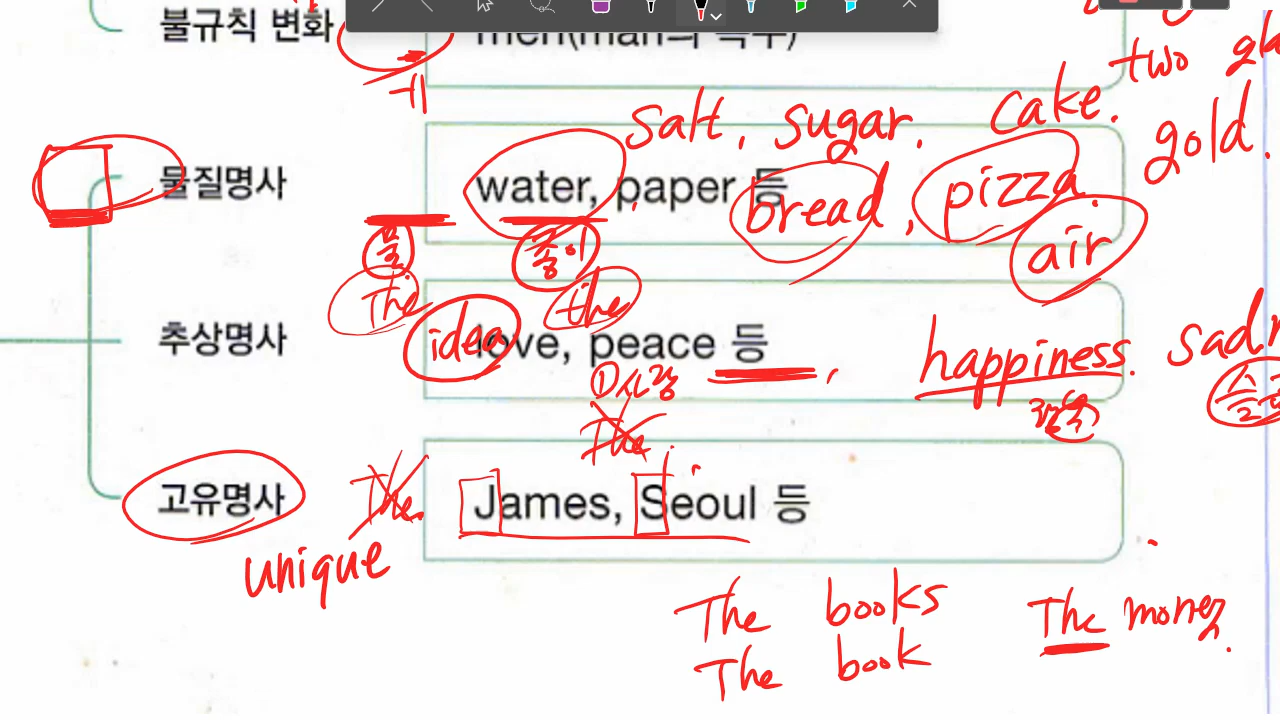 불규칙 변화
men(man의 복수)
two
salt, sugar, cake.
gold.
물질명사
water, paper 등
bread, pizza
air
물
종이
The
the
추상명사
idea
love, peace 등
happiness.
① 사랑
The
고유명사
The
James, Seoul 등
unique
The books
The money.
The book